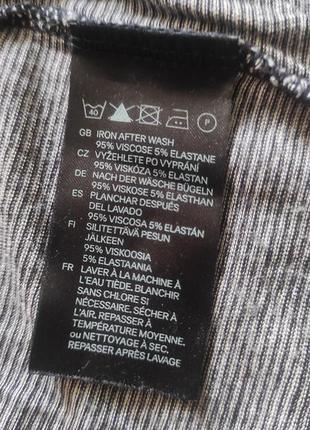 40 P
GB IRON AFTER WASH
95% VISCOSE 5% ELASTANE
CZ VYŽEHLETE PO VYPRÁNÍ
95% VISKÓZA 5% ELASTAN
DE NACH DER WÄSCHE BÜGELN
95% VISKOSE 5% ELASTHAN
ES PLANCHAR DESPUÉS
DEL LAVADO
95% VISCOSA 5% ELASTÁN
FI SILITETTÄVÄ PESUN
JÄLKEEN
95% VISKOOSIA
5% ELASTAANIA
FR LAVER À LA MACHINE À
L'EAU TIÈDE. BLANCHIR
SANS CHLORE SI
NÉCESSAIRE. SÉCHER À
L'AIR. REPASSER À
TEMPÉRATURE MOYENNE.
ou NETTOYAGE À SEC.
REPASSER APRÈS LAVAGE